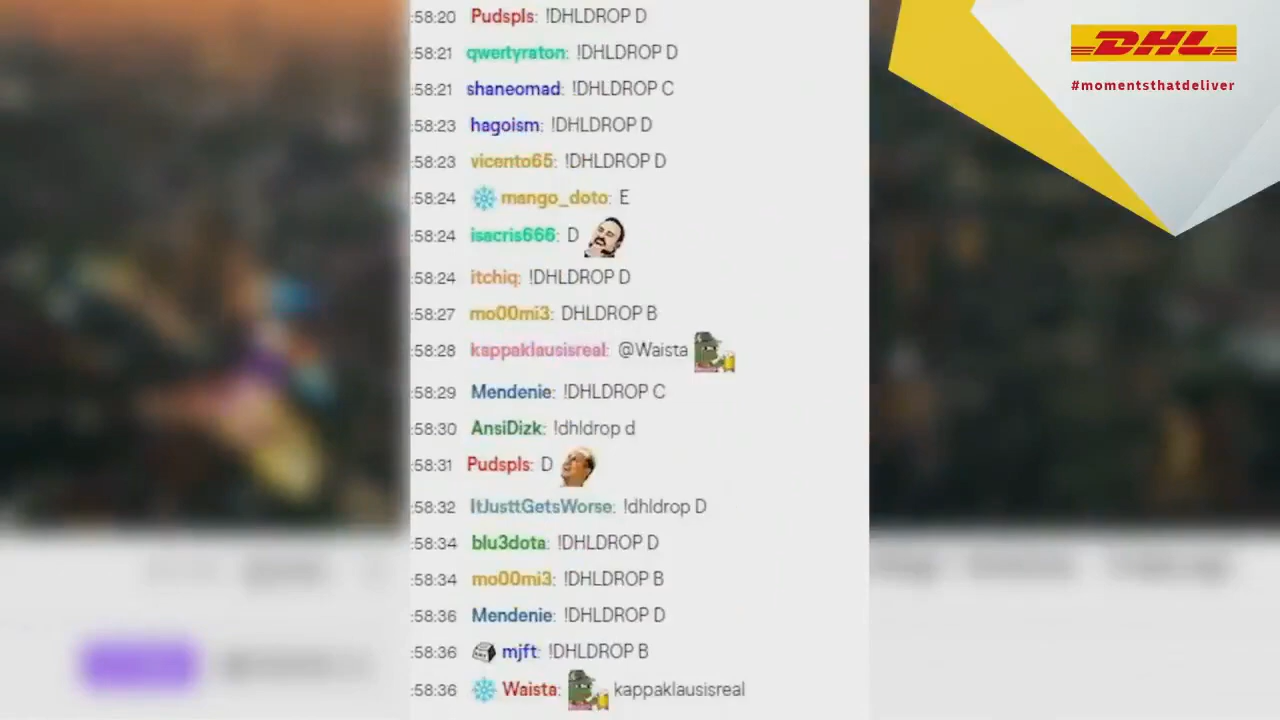 :58:20 Pudspls: !DHLDROP D
:58:21 qwertyraton: !DHLDROP D
:58:21 shaneomad: !DHLDROP C
:58:23 hagoism: !DHLDROP D
:58:23 vicento65: !DHLDROP D
:58:24 mango_doto: E
:58:24 isacris666: D
:58:24 itchiq: !DHLDROP D
:58:27 mo00mi3: DHLDROP B
:58:28 kappaklausisreal: @Waista
:58:29 Mendenie: !DHLDROP C
:58:30 AnsiDizk: !dhldrop d
:58:31 Pudspls: D
:58:32 ItJusttGetsWorse: !dhldrop D
:58:34 blu3dota: !DHLDROP D
:58:34 mo00mi3: !DHLDROP B
:58:36 Mendenie: !DHLDROP D
:58:36 mjft: !DHLDROP B
:58:36 Waista: kappaklausisreal
DHL
#momentsthatdeliver